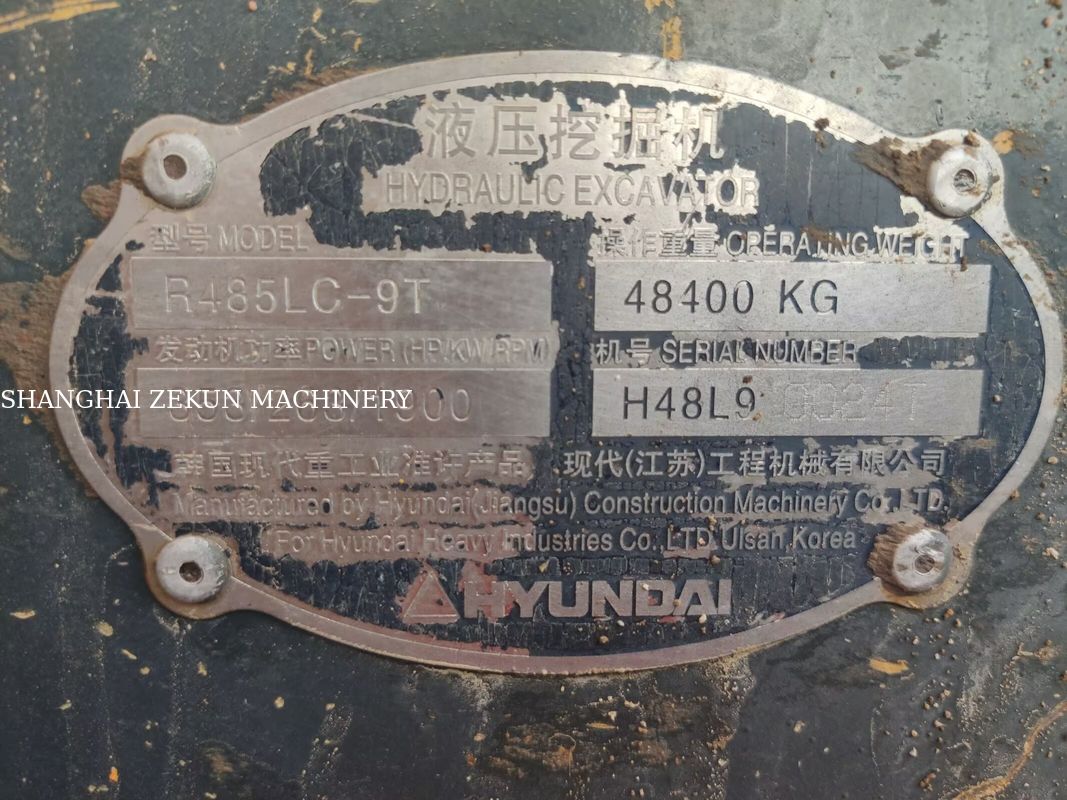 液压挖掘机
HYDRAULIC EXCAVATOR
型号 MODEL
操作重量 OPERATING WEIGHT
R485LC-9T
48400 KG
发动机功率 POWER (HP/KW/RPM)
机号 SERIAL NUMBER
SHANGHAI ZEKUN MACHINERY
H48L9
韩国现代重工业准许产品 现代(江苏)工程机械有限公司
Manufactured by Hyundai(Jiangsu) Construction Machinery Co., LTD.
For Hyundai Heavy Industries Co.,LTD. Ulsan, Korea
HYUNDAI